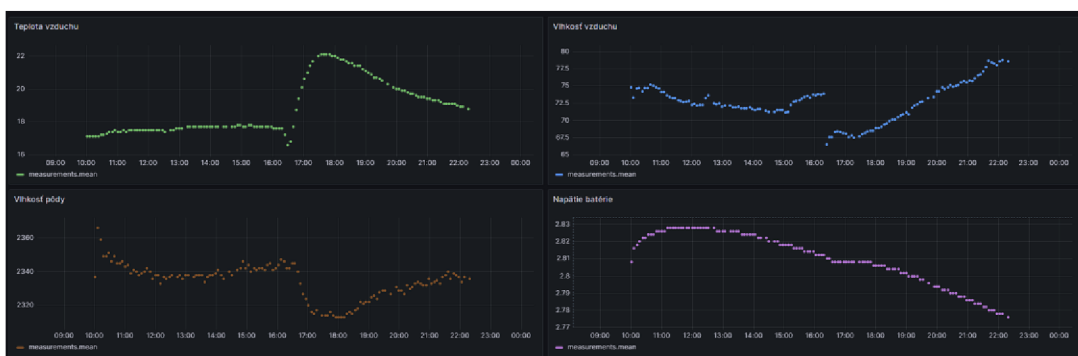 Teplota vzduchu
22
20
18
16
09:00 10:00 11:00 12:00 13:00 14:00 15:00 16:00 17:00 18:00 19:00 20:00 21:00 22:00 23:00 00:00
measurements.mean
Vlhkosť vzduchu
80
77.5
75
72.5
70
67.5
65
09:00 10:00 11:00 12:00 13:00 14:00 15:00 16:00 17:00 18:00 19:00 20:00 21:00 22:00 23:00 00:00
measurements.mean
Vlhkosť pôdy
2360
2340
2320
09:00 10:00 11:00 12:00 13:00 14:00 15:00 16:00 17:00 18:00 19:00 20:00 21:00 22:00 23:00 00:00
measurements.mean
Napätie batérie
2.83
2.82
2.81
2.8
2.79
2.78
2.77
09:00 10:00 11:00 12:00 13:00 14:00 15:00 16:00 17:00 18:00 19:00 20:00 21:00 22:00 23:00 00:00
measurements.mean